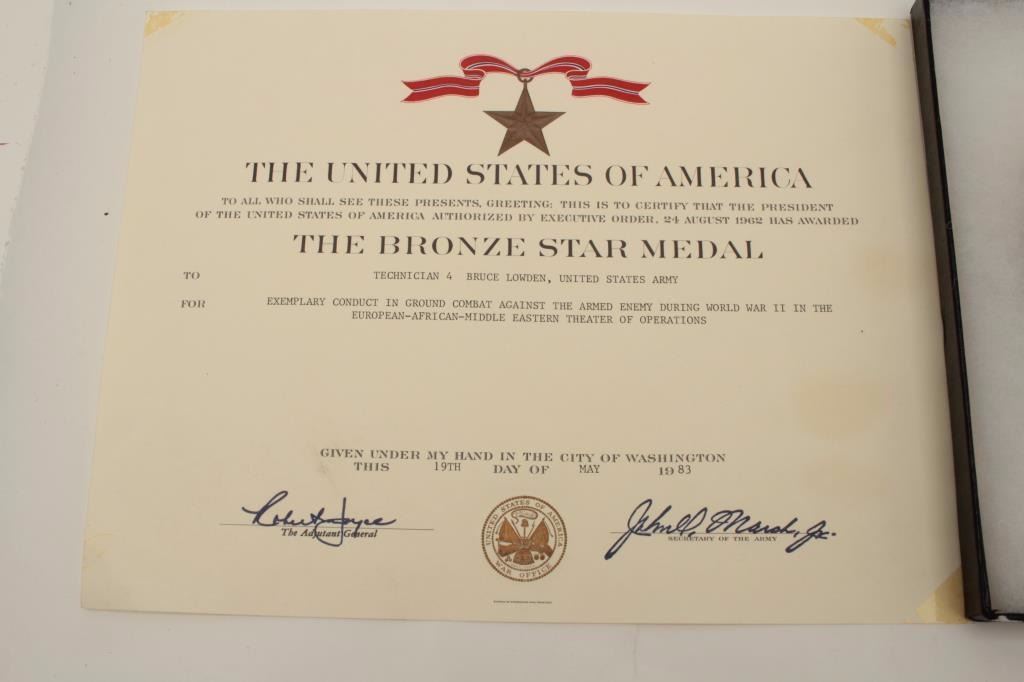 THE UNITED STATES OF AMERICA
TO ALL WHO SHALL SEE THESE PRESENTS, GREETING: THIS IS TO CERTIFY THAT THE PRESIDENT
OF THE UNITED STATES OF AMERICA AUTHORIZED BY EXECUTIVE ORDER, 24 AUGUST 1962 HAS AWARDED
THE BRONZE STAR MEDAL
TO TECHNICIAN 4 BRUCE LOWDEN, UNITED STATES ARMY
FOR EXEMPLARY CONDUCT IN GROUND COMBAT AGAINST THE ARMED ENEMY DURING WORLD WAR II IN THE
EUROPEAN-AFRICAN-MIDDLE EASTERN THEATER OF OPERATIONS
GIVEN UNDER MY HAND IN THE CITY OF WASHINGTON
THIS 19TH DAY OF MAY 1983
Robert Joyce
The Adjutant General
UNITED STATES OF AMERICA
WAR OFFICE
John O. Marsh, Jr.
SECRETARY OF THE ARMY